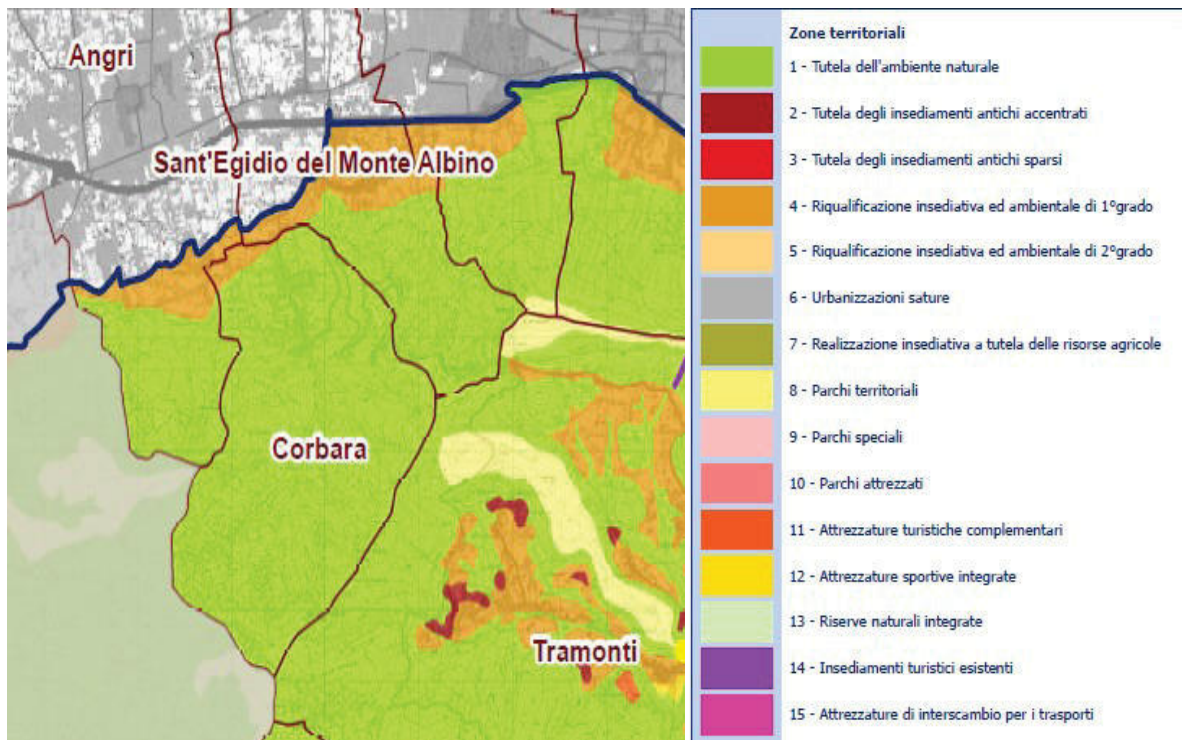 Angri
Sant'Egidio del Monte Albino
Corbara
Tramonti
Zone territoriali
1 - Tutela dell'ambiente naturale
2 - Tutela degli insediamenti antichi accentrati
3 - Tutela degli insediamenti antichi sparsi
4 - Riqualificazione insediativa ed ambientale di 1°grado
5 - Riqualificazione insediativa ed ambientale di 2°grado
6 - Urbanizzazioni sature
7 - Realizzazione insediativa a tutela delle risorse agricole
8 - Parchi territoriali
9 - Parchi speciali
10 - Parchi attrezzati
11 - Attrezzature turistiche complementari
12 - Attrezzature sportive integrate
13 - Riserve naturali integrate
14 - Insediamenti turistici esistenti
15 - Attrezzature di interscambio per i trasporti